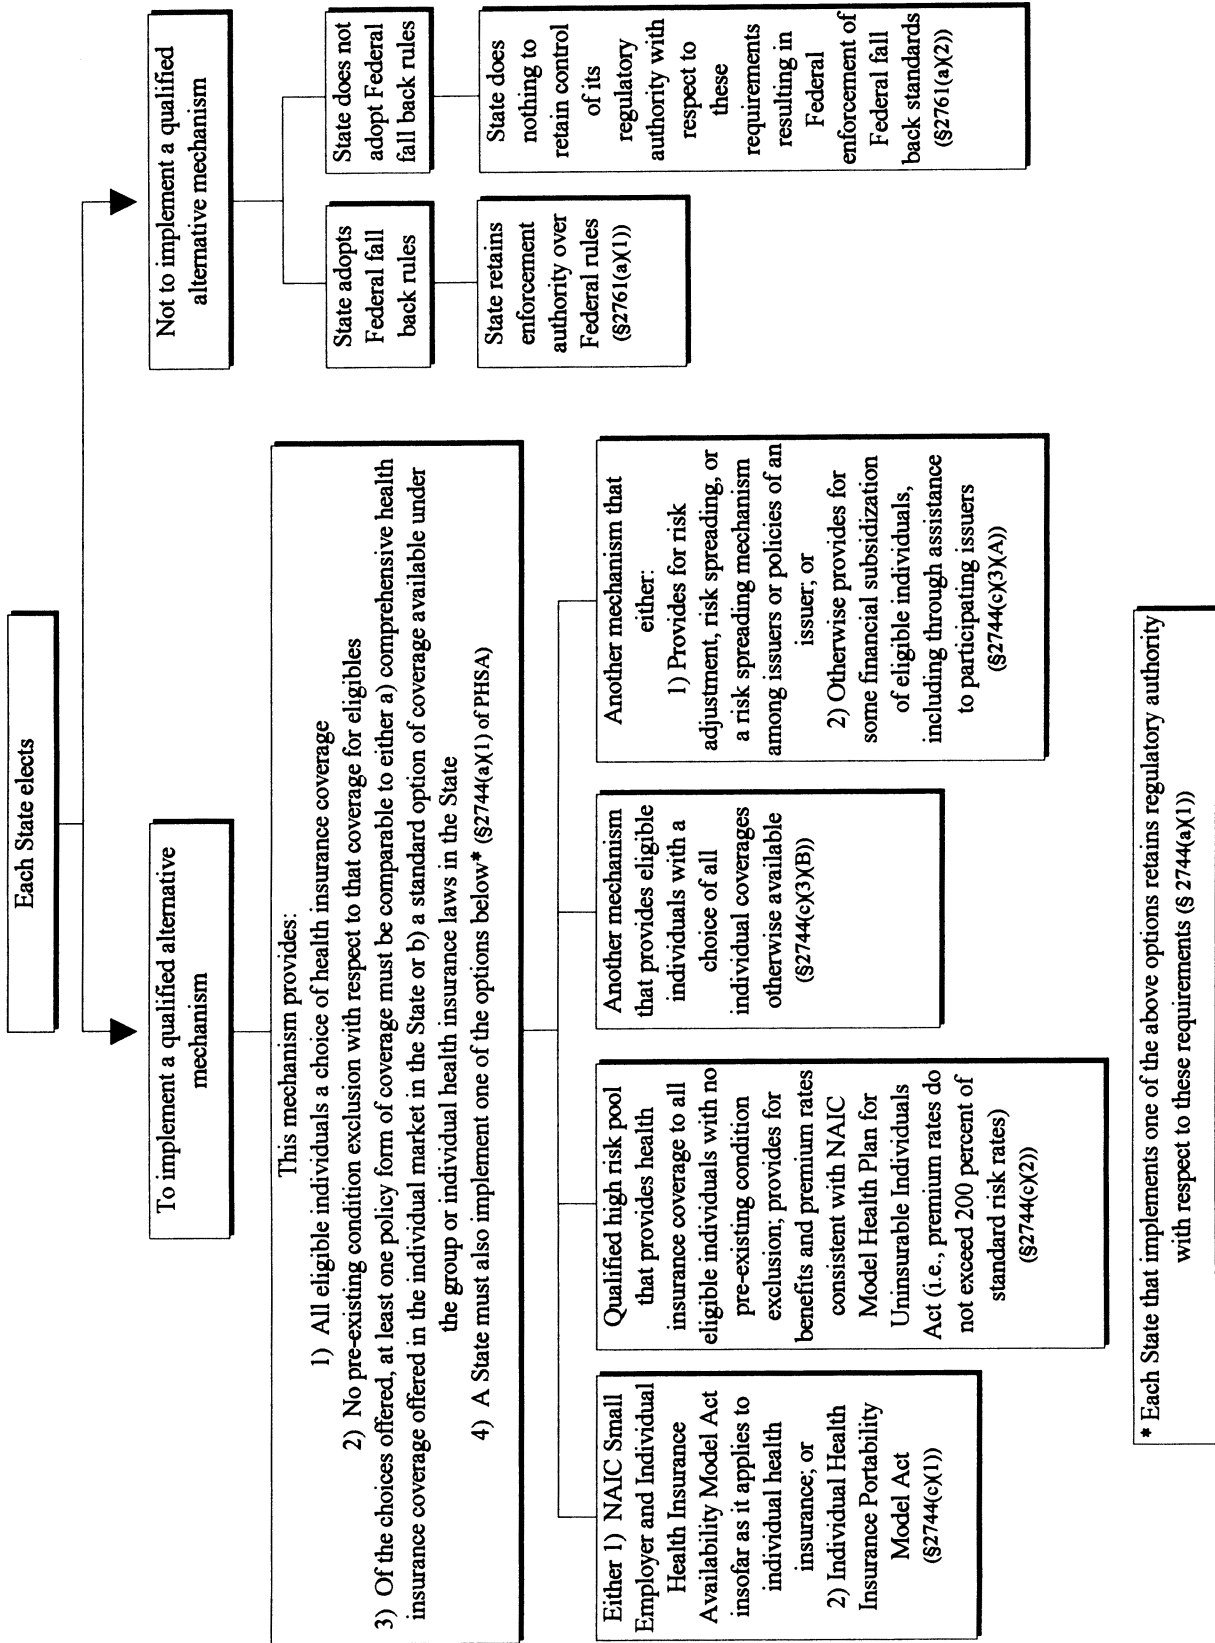 Each State elects
To implement a qualified alternative
mechanism
Not to implement a qualified
alternative mechanism
This mechanism provides:
1) All eligible individuals a choice of health insurance coverage
2) No pre-existing condition exclusion with respect to that coverage for eligibles
3) Of the choices offered, at least one policy form of coverage must be comparable to either a) comprehensive health
insurance coverage offered in the individual market in the State or b) a standard option of coverage available under
the group or individual health insurance laws in the State
4) A State must also implement one of the options below* (§2744(a)(1) of PHSA)
State adopts
Federal fall
back rules
State does not
adopt Federal
fall back rules
State retains
enforcement
authority over
Federal rules
(§2761(a)(1))
State does
nothing to
retain control
of its
regulatory
authority with
respect to
these
requirements
resulting in
Federal
enforcement of
Federal fall
back standards
(§2761(a)(2))
Either 1) NAIC Small
Employer and Individual
Health Insurance
Availability Model Act
insofar as it applies to
individual health
insurance; or
2) Individual Health
Insurance Portability
Model Act
(§2744(c)(1))
Qualified high risk pool
that provides health
insurance coverage to all
eligible individuals with no
pre-existing condition
exclusion; provides for
benefits and premium rates
consistent with NAIC
Model Health Plan for
Uninsurable Individuals
Act (i.e., premium rates do
not exceed 200 percent of
standard risk rates)
(§2744(c)(2))
Another mechanism
that provides eligible
individuals with a
choice of all
individual coverages
otherwise available
(§2744(c)(3)(B))
Another mechanism that
either:
1) Provides for risk
adjustment, risk spreading, or
a risk spreading mechanism
among issuers or policies of an
issuer; or
2) Otherwise provides for
some financial subsidization
of eligible individuals,
including through assistance
to participating issuers
(§2744(c)(3)(A))
* Each State that implements one of the above options retains regulatory authority
with respect to these requirements (§ 2744(a)(1))